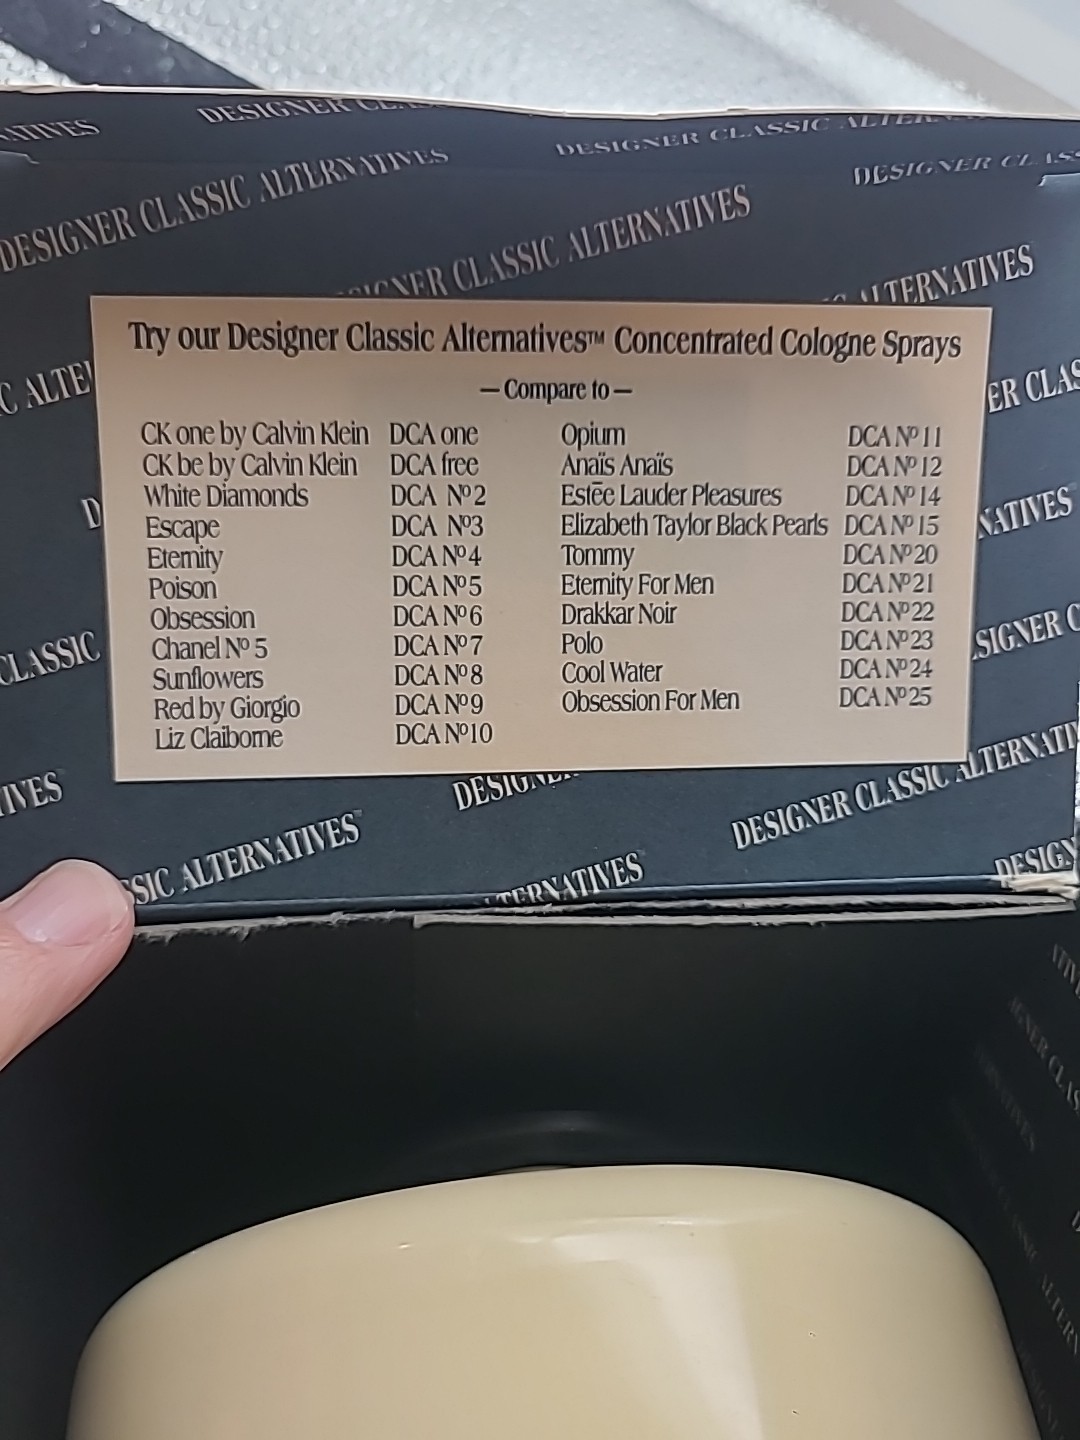 DESIGNER CLASSIC ALTERNATIVES
DESIGNER CLASSIC ALTERNATIVES
DESIGNER CLASSIC ALTERNATIVES
Try our Designer Classic Alternatives™ Concentrated Cologne Sprays
— Compare to —
CK one by Calvin Klein DCA one
CK be by Calvin Klein DCA free
White Diamonds DCA Nº2
Escape DCA Nº3
Eternity DCA Nº4
Poison DCA Nº5
Obsession DCA Nº6
Chanel Nº 5 DCA Nº7
Sunflowers DCA Nº8
Red by Giorgio DCA Nº9
Liz Claiborne DCA Nº10
Opium DCA Nº11
Anaïs Anaïs DCA Nº12
Estēe Lauder Pleasures DCA Nº14
Elizabeth Taylor Black Pearls DCA Nº15
Tommy DCA Nº20
Eternity For Men DCA Nº21
Drakkar Noir DCA Nº22
Polo DCA Nº23
Cool Water DCA Nº24
Obsession For Men DCA Nº25
DESIGNER CLASSIC ALTERNATI
SSIC ALTERNATIVES™